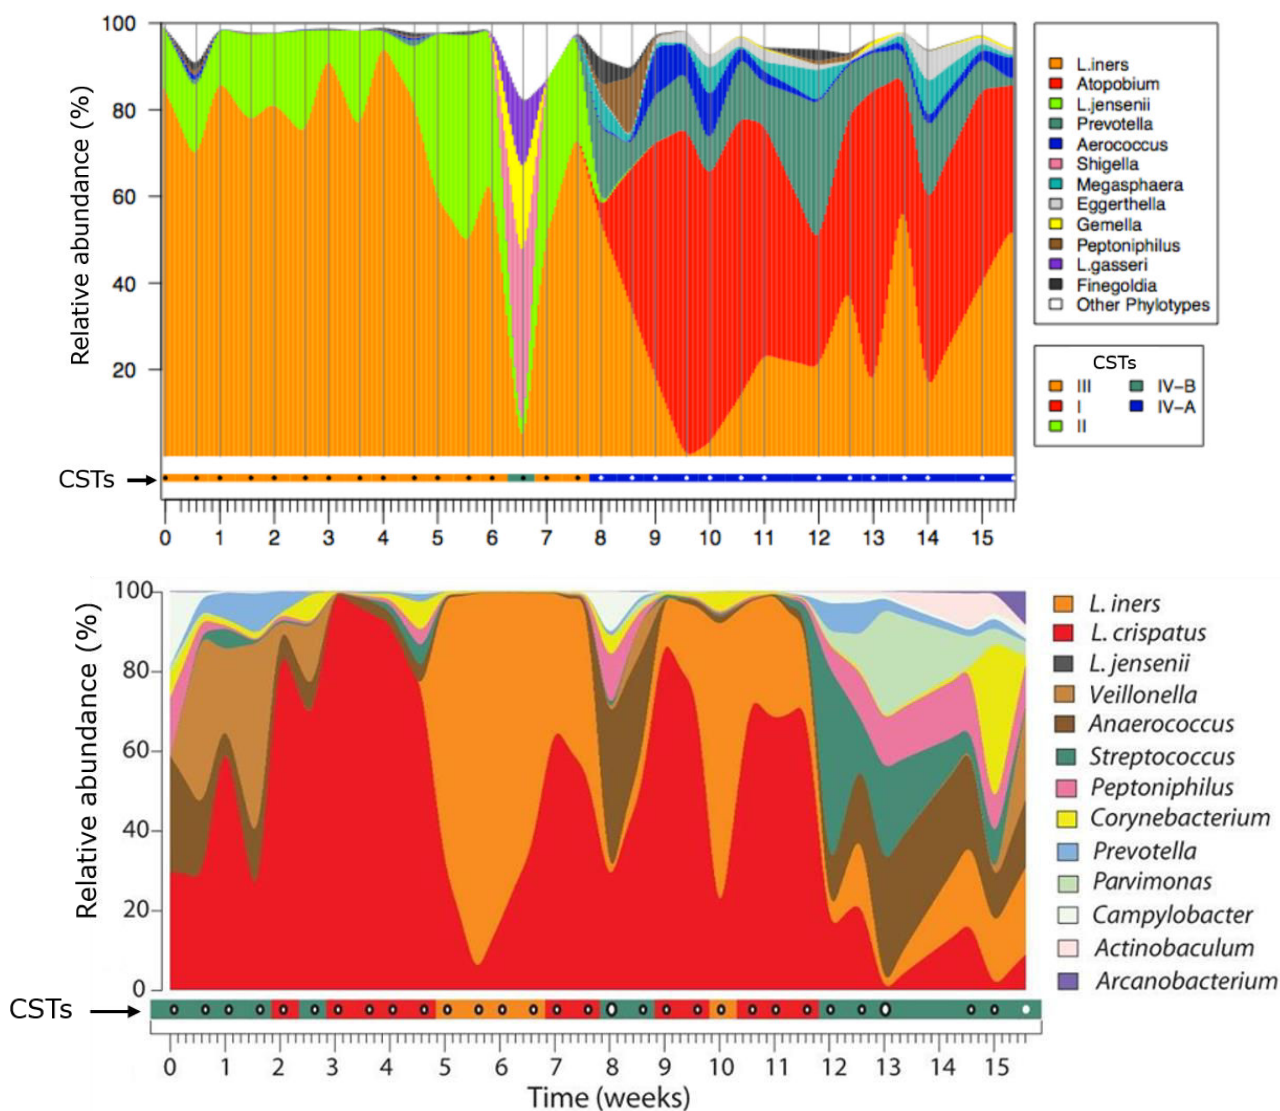 Relative abundance (%)
100
80
60
40
20
CSTs
0 1 2 3 4 5 6 7 8 9 10 11 12 13 14 15
L.iners
Atopobium
L.jensenii
Prevotella
Aerococcus
Shigella
Megasphaera
Eggerthella
Gemella
Peptoniphilus
L.gasseri
Finegoldia
Other Phylotypes
CSTs
III IV–B
I IV–A
II
Relative abundance (%)
100
80
60
40
20
0
CSTs
0 1 2 3 4 5 6 7 8 9 10 11 12 13 14 15
Time (weeks)
L. iners
L. crispatus
L. jensenii
Veillonella
Anaerococcus
Streptococcus
Peptoniphilus
Corynebacterium
Prevotella
Parvimonas
Campylobacter
Actinobaculum
Arcanobacterium